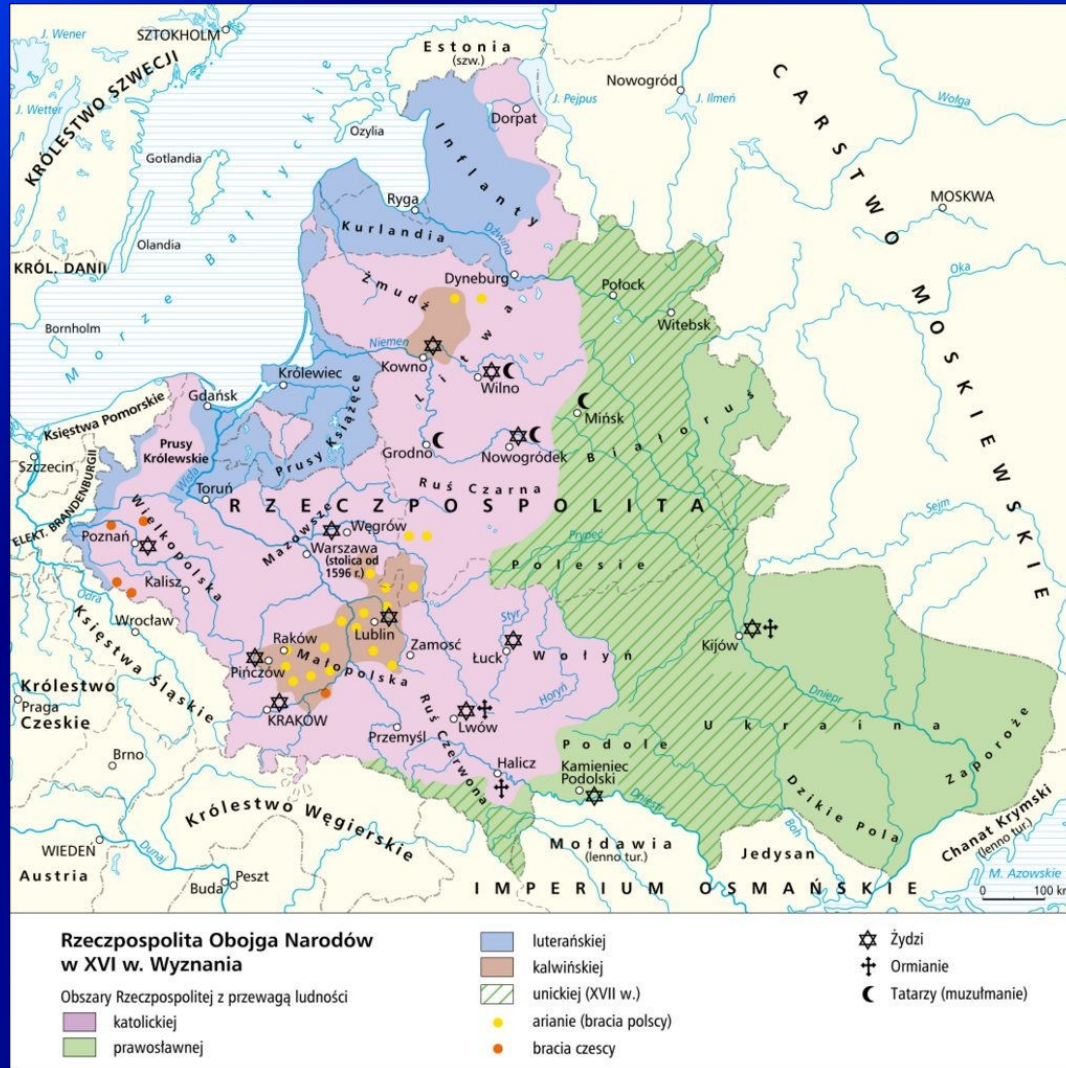 SZTOKHOLM
J. Wener
J. Wetter
KRÓLESTWO SZWECJI
Gotlandia
Olandia
KRÓL. DANII
Bornholm
Morze Bałtyckie
Ozylia
Estonia
(szw.)
Nowogród
J. Pejpus
J. Ilmeń
Wołga
Dorpat
Inflanty
CARSTWO MOSKIEWSKIE
MOSKWA
Oka
Ryga
Kurlandia
Dźwina
Dyneburg
Połock
Witebsk
Żmudź
Litwa
Niemen
Kowno
Wilno
Królewiec
Gdańsk
Księstwa Pomorskie
Prusy
Królewskie
Prusy Książęce
Grodno
Nowogródek
Mińsk
Białoruś
Ruś Czarna
Szczecin
ELEKT. BRANDENBURGII
Wisła
Toruń
RZECZPOSPOLITA
Sejm
Wielkopolska
Poznań
Mazowsze
Węgrów
Warszawa
(stolica od
1596 r.)
Prypeć
Polesie
Kalisz
Odra
Wrocław
Księstwa Śląskie
Lublin
Styr
Raków
Pińczów
Małopolska
Zamość
Łuck
Wołyń
Kijów
Królestwo
Czeskie
Praga
KRAKÓW
Horyń
Dniepr
Lwów
Przemyśl
Ruś Czerwona
Ukraina
Zaporoże
Brno
Halicz
Podole
Kamieniec
Podolski
Dzikie Pola
Królestwo Węgierskie
Dniestr
Boh
Chanat Krymski
(lenno tur.)
WIEDEŃ
Dunaj
Mołdawia
(lenno tur.)
Jedysan
Austria
Buda
Peszt
IMPERIUM OSMAŃSKIE
M. Azowskie
0 100 km
Rzeczpospolita Obojga Narodów
w XVI w. Wyznania
Obszary Rzeczpospolitej z przewagą ludności
katolickiej
prawosławnej
luterańskiej
kalwińskiej
unickiej (XVII w.)
arianie (bracia polscy)
bracia czescy
Żydzi
Ormianie
Tatarzy (muzułmanie)